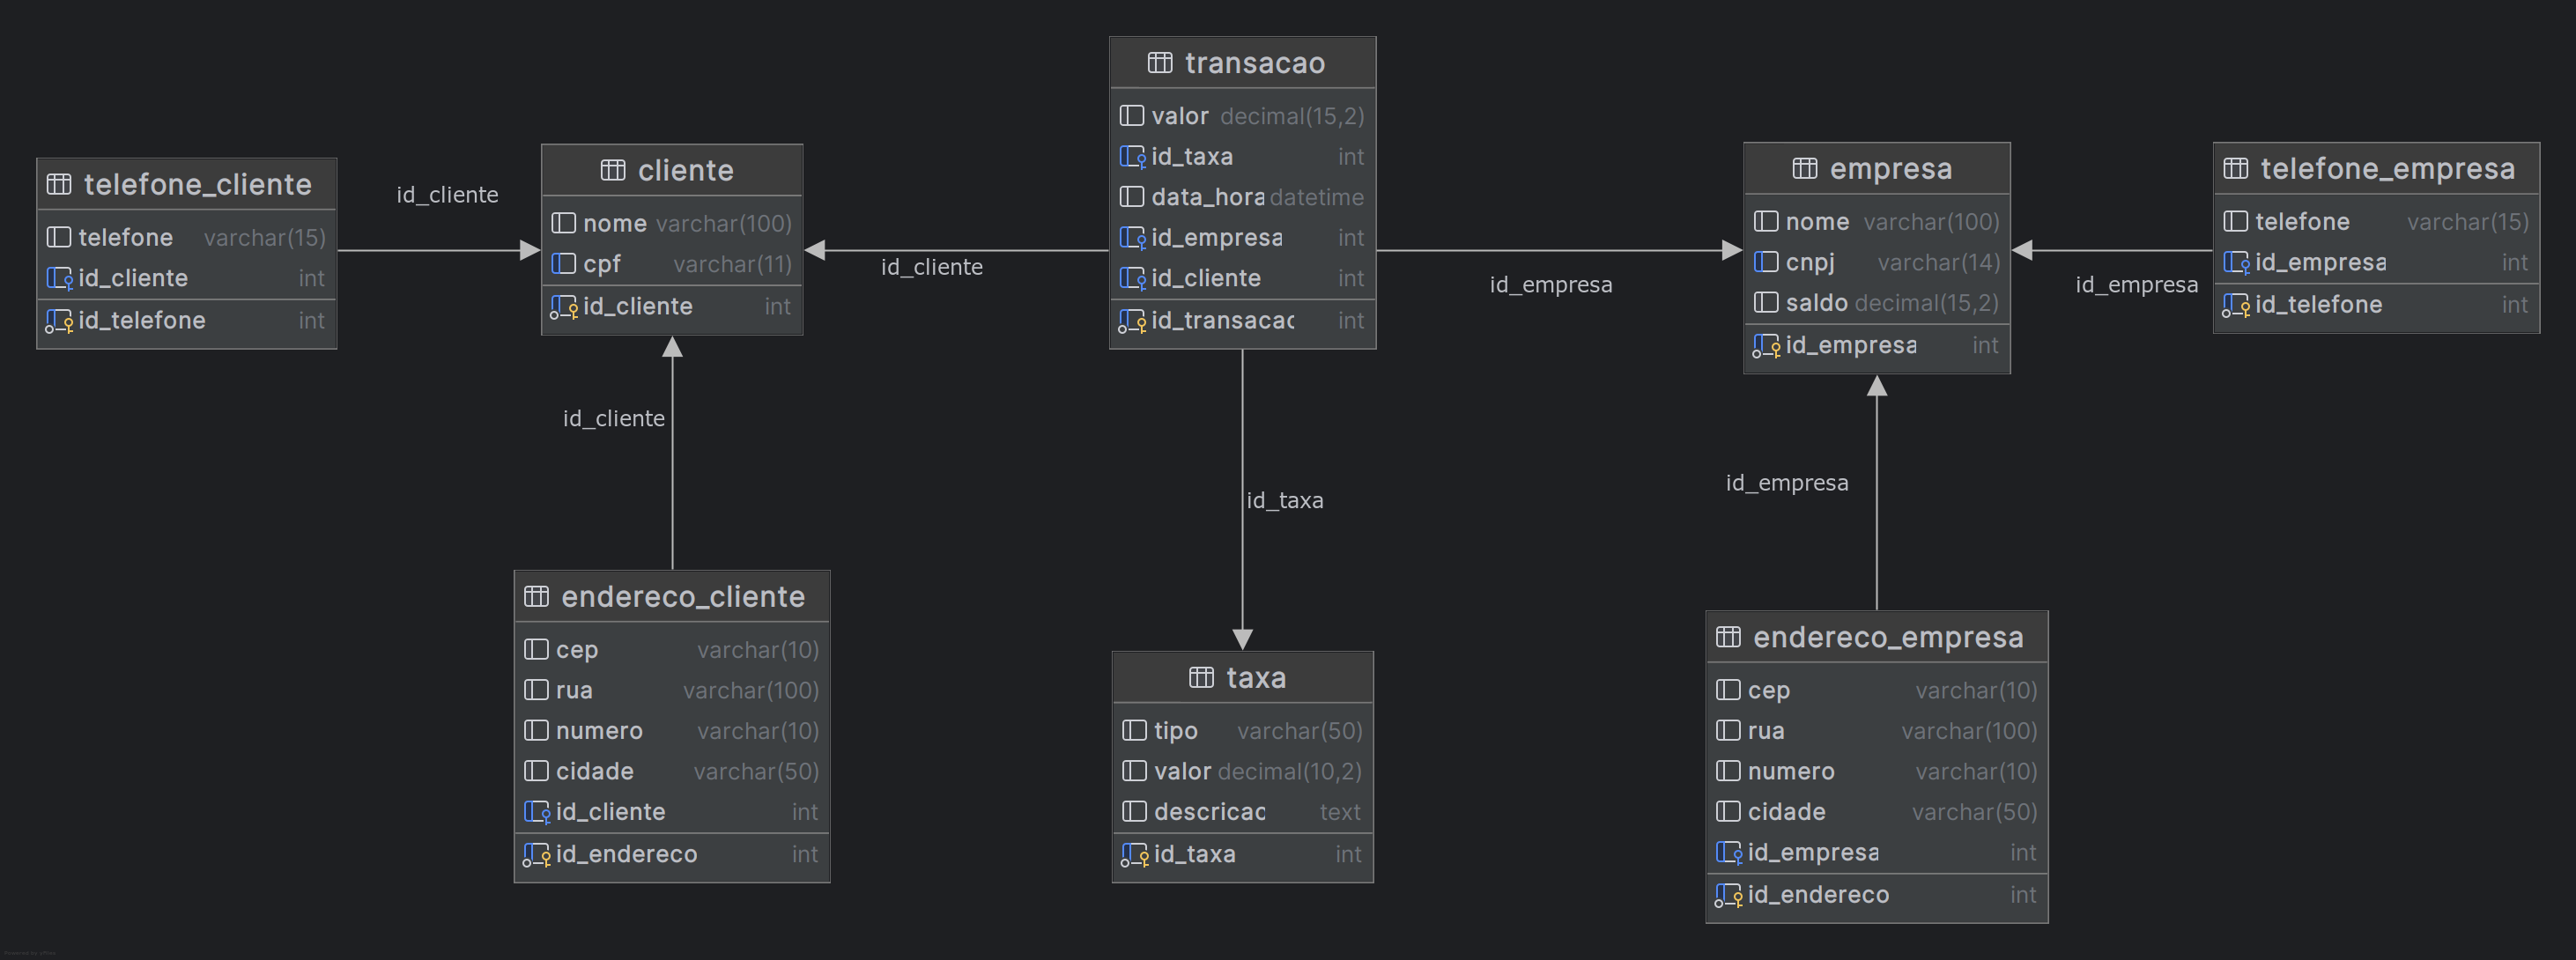 telefone_cliente
telefone varchar(15)
id_cliente int
id_telefone int
id_cliente
cliente
nome varchar(100)
cpf varchar(11)
id_cliente int
id_cliente
transacao
valor decimal(15,2)
id_taxa int
data_hora datetime
id_empresa int
id_cliente int
id_transacao int
id_empresa
empresa
nome varchar(100)
cnpj varchar(14)
saldo decimal(15,2)
id_empresa int
id_empresa
telefone_empresa
telefone varchar(15)
id_empresa int
id_telefone int
id_cliente
id_taxa
id_empresa
endereco_cliente
cep varchar(10)
rua varchar(100)
numero varchar(10)
cidade varchar(50)
id_cliente int
id_endereco int
taxa
tipo varchar(50)
valor decimal(10,2)
descricao text
id_taxa int
endereco_empresa
cep varchar(10)
rua varchar(100)
numero varchar(10)
cidade varchar(50)
id_empresa int
id_endereco int